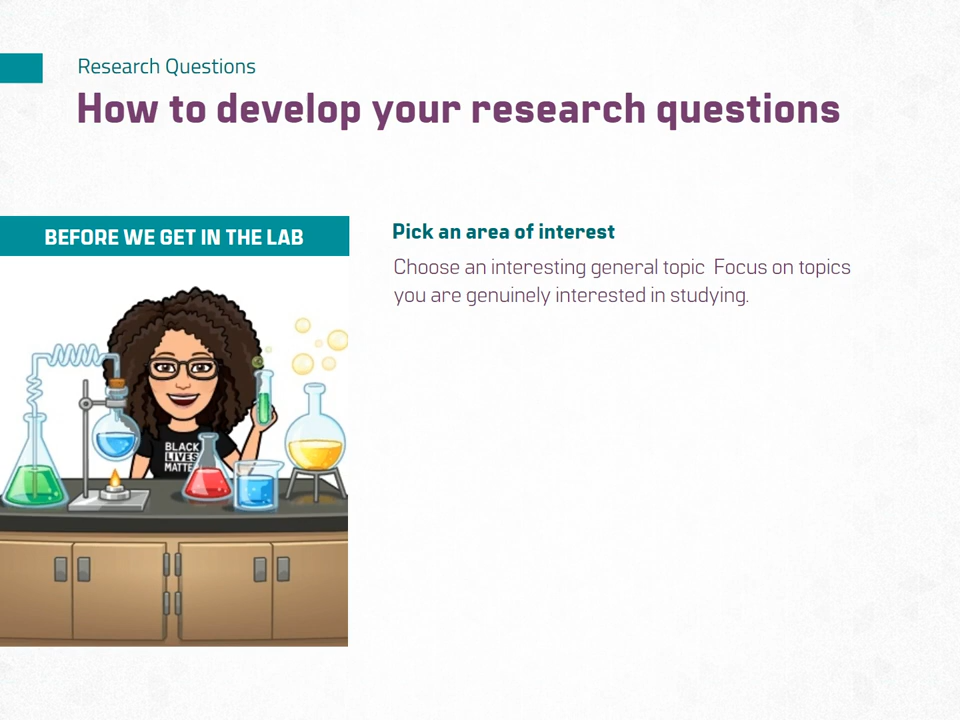 Research Questions
How to develop your research questions
BEFORE WE GET IN THE LAB
Pick an area of interest
Choose an interesting general topic  Focus on topics
you are genuinely interested in studying.
BLACK
LIVES
MATTE